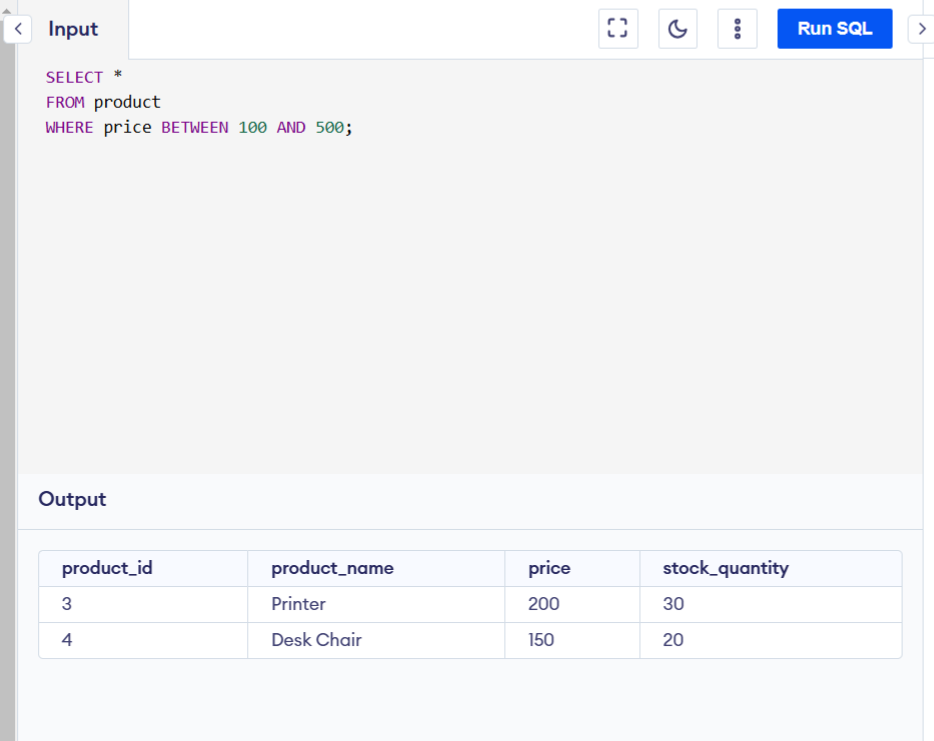 Input
Run SQL
SELECT *
FROM product
WHERE price BETWEEN 100 AND 500;
Output
product_id product_name price stock_quantity
3 Printer 200 30
4 Desk Chair 150 20